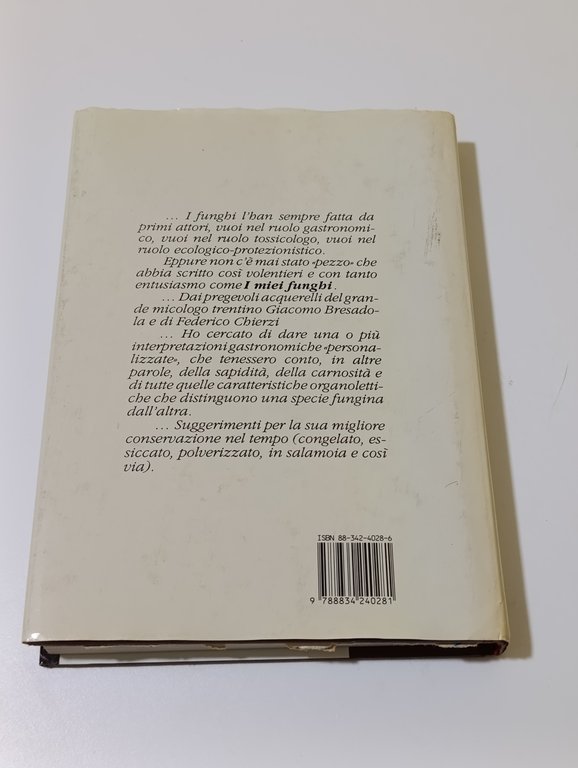 ... I funghi l'han sempre fatta da
primi attori, vuoi nel ruolo gastronomi-
co, vuoi nel ruolo tossicologo, vuoi nel
ruolo ecologico-protezionistico.
Eppure non c'è mai stato «pezzo» che
abbia scritto così volentieri e con tanto
entusiasmo come I miei funghi.
... Dai pregevoli acquerelli del gran-
de micologo trentino Giacomo Bresado-
la e di Federico Chierzi
... Ho cercato di dare una o più
interpretazioni gastronomiche «persona-
lizzate», che tenessero conto, in altre
parole, della sapidità, della carnosità e
di tutte quelle caratteristiche organoletti-
che che distinguono una specie fungina
dall'altra.
... Suggerimenti per la sua migliore
conservazione nel tempo (congelato, es-
siccato, polverizzato, in salamoia e così
via).
ISBN 88-342-4028-6
9 788834 240281